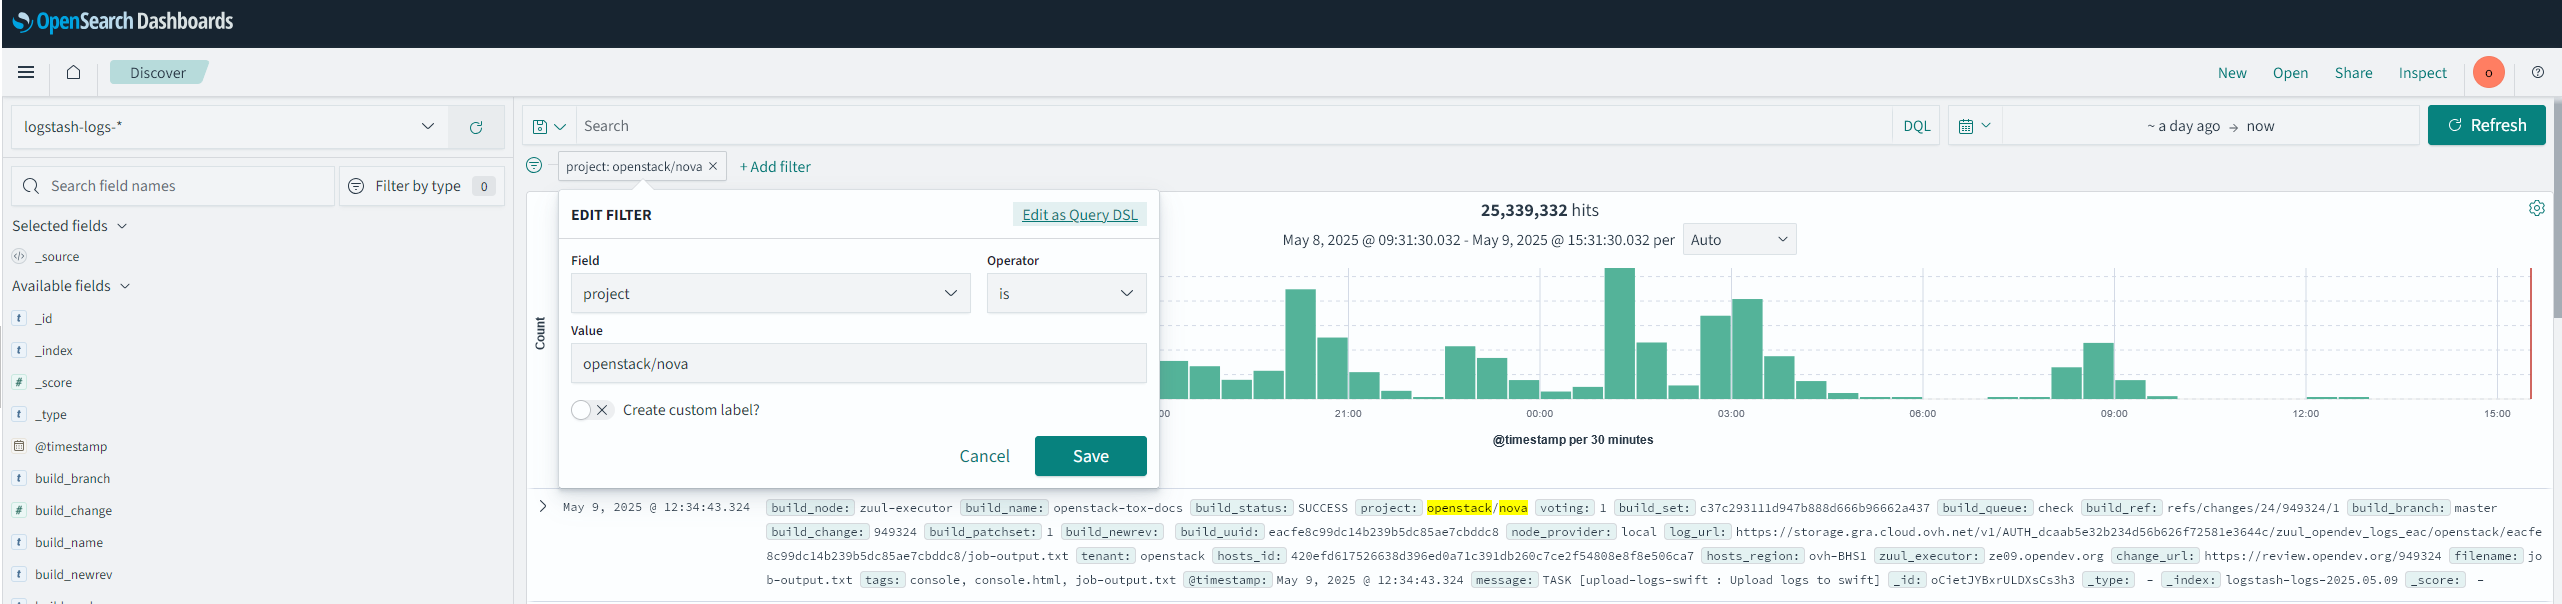 OpenSearch Dashboards
Discover
New Open Share Inspect o
logstash-logs-*
Search DQL ~ a day ago → now Refresh
project: openstack/nova × + Add filter
Search field names Filter by type 0
Selected fields
_source
Available fields
_id
_index
_score
_type
@timestamp
build_branch
build_change
build_name
build_newrev
EDIT FILTER Edit as Query DSL
Field Operator
project is
Value
openstack/nova
Create custom label?
Cancel Save
25,339,332 hits
May 8, 2025 @ 09:31:30.032 - May 9, 2025 @ 15:31:30.032 per Auto
Count
21:00 00:00 03:00 06:00 09:00 12:00 15:00
@timestamp per 30 minutes
May 9, 2025 @ 12:34:43.324 build_node: zuul-executor build_name: openstack-tox-docs build_status: SUCCESS project: openstack/nova voting: 1 build_set: c37c293111d947b888d666b96662a437 build_queue: check build_ref: refs/changes/24/949324/1 build_branch: master
build_change: 949324 build_patchset: 1 build_newrev: build_uuid: eacfe8c99dc14b239b5dc85ae7cbddc8 node_provider: local log_url: https://storage.gra.cloud.ovh.net/v1/AUTH_dcaab5e32b234d56b626f72581e3644c/zuul_opendev_logs_eac/openstack/eacfe
8c99dc14b239b5dc85ae7cbddc8/job-output.txt tenant: openstack hosts_id: 420efd617526638d396ed0a71c391db260c7ce2f54808e8f8e506ca7 hosts_region: ovh-BHS1 zuul_executor: ze09.opendev.org change_url: https://review.opendev.org/949324 filename: jo
b-output.txt tags: console, console.html, job-output.txt @timestamp: May 9, 2025 @ 12:34:43.324 message: TASK [upload-logs-swift : Upload logs to swift] _id: oCietJYBxrULDXsCs3h3 _type: - _index: logstash-logs-2025.05.09 _score: -